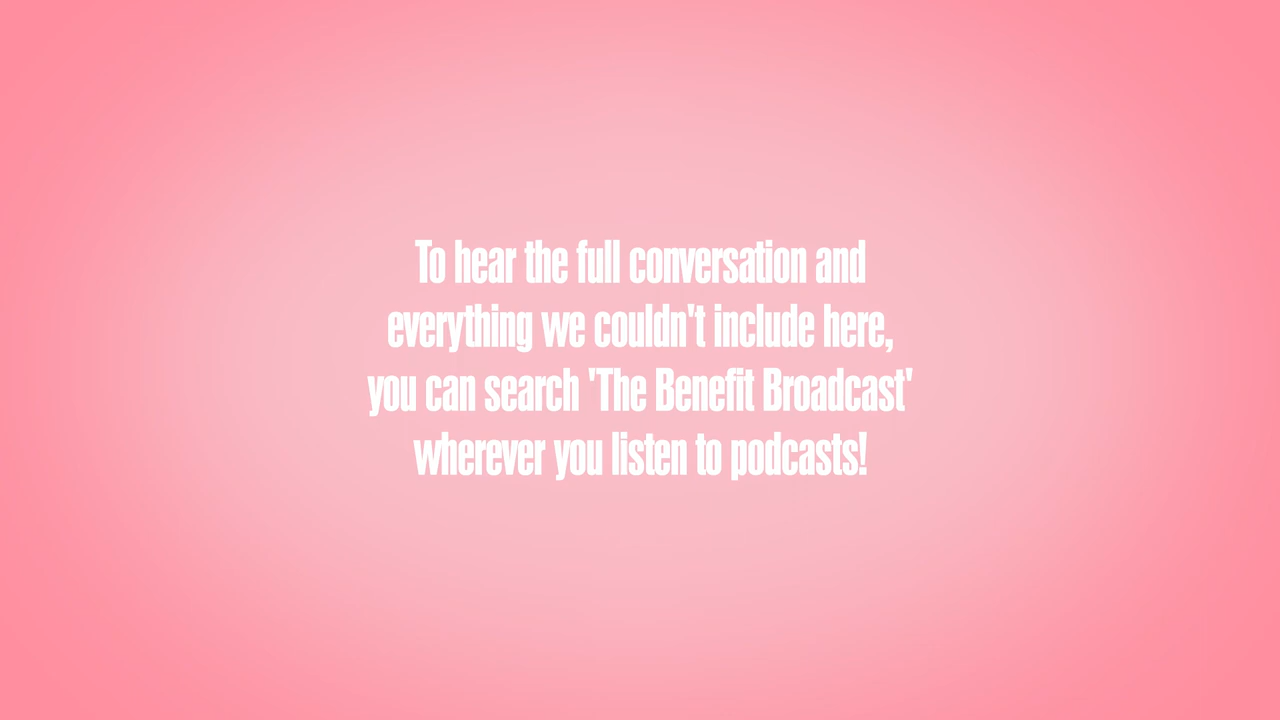 To hear the full conversation and
everything we couldn't include here,
you can search 'The Benefit Broadcast'
wherever you listen to podcasts!